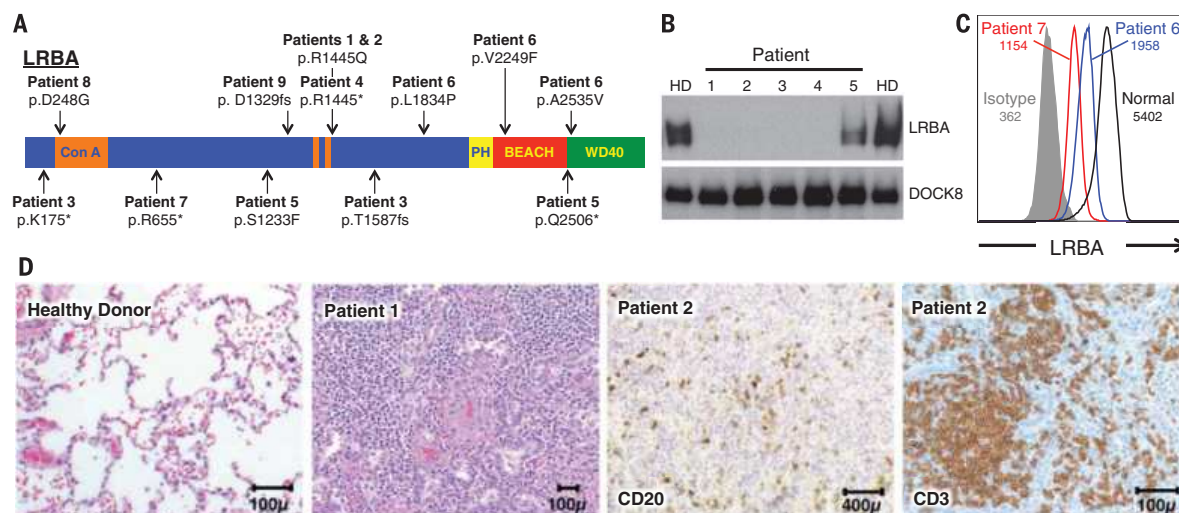 A
LRBA
Patients 1 & 2
p.R1445Q
Patient 6
p.V2249F
Patient 8
p.D248G
Patient 9
p. D1329fs
Patient 4
p.R1445*
Patient 6
p.L1834P
Patient 6
p.A2535V
Con A
PH
BEACH
WD40
Patient 3
p.K175*
Patient 7
p.R655*
Patient 5
p.S1233F
Patient 3
p.T1587fs
Patient 5
p.Q2506*
B
Patient
HD 1 2 3 4 5 HD
LRBA
DOCK8
C
Patient 7
1154
Patient 6
1958
Isotype
362
Normal
5402
LRBA
D
Healthy Donor
100µ
Patient 1
100µ
Patient 2
CD20
400µ
Patient 2
CD3
100µ